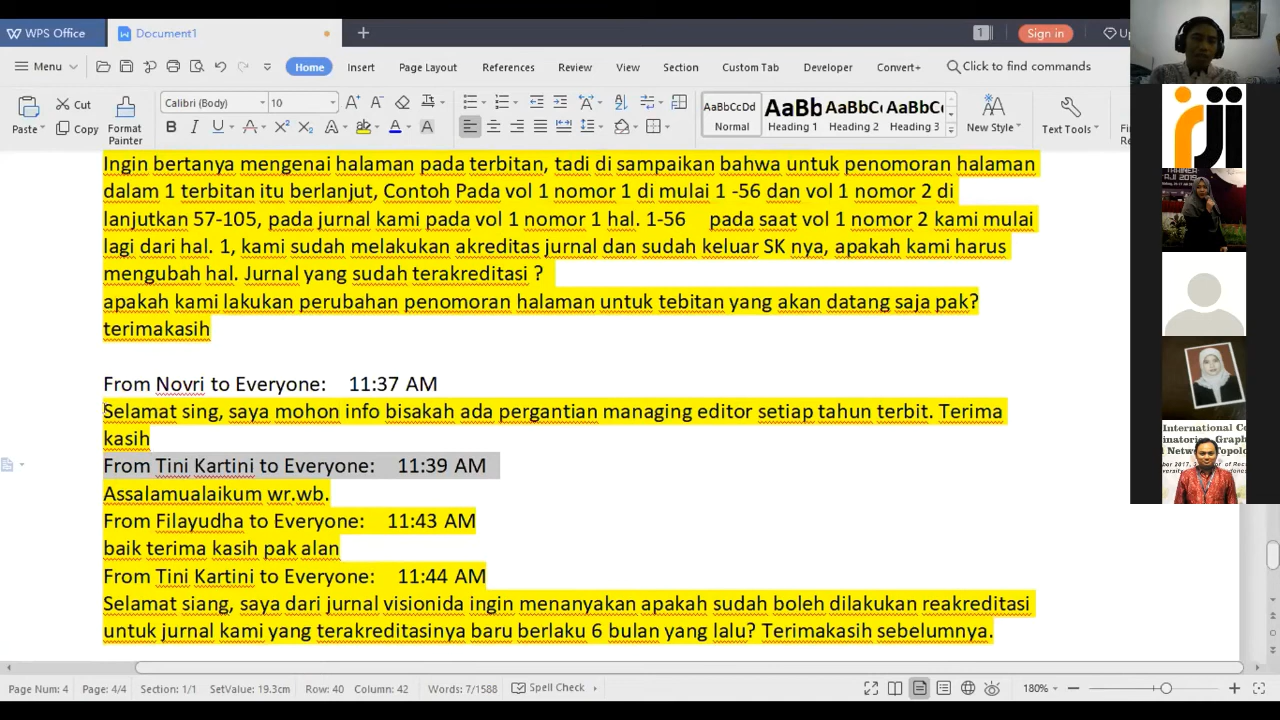 WPS Office
Document1
1
Sign in
Up
Menu
Home
Insert
Page Layout
References
Review
View
Section
Custom Tab
Developer
Convert+
Click to find commands
Paste
Cut
Copy
Format Painter
Calibri (Body)
10
AaBbCcDd
Normal
AaBb
Heading 1
AaBbC
Heading 2
AaBbC
Heading 3
New Style
Text Tools
Ingin bertanya mengenai halaman pada terbitan, tadi di sampaikan bahwa untuk penomoran halaman
dalam 1 terbitan itu berlanjut, Contoh Pada vol 1 nomor 1 di mulai 1 -56 dan vol 1 nomor 2 di
lanjutkan 57-105, pada jurnal kami pada vol 1 nomor 1 hal. 1-56 pada saat vol 1 nomor 2 kami mulai
lagi dari hal. 1, kami sudah melakukan akreditas jurnal dan sudah keluar SK nya, apakah kami harus
mengubah hal. Jurnal yang sudah terakreditasi ?
apakah kami lakukan perubahan penomoran halaman untuk tebitan yang akan datang saja pak?
terimakasih
From Novri to Everyone: 11:37 AM
Selamat sing, saya mohon info bisakah ada pergantian managing editor setiap tahun terbit. Terima
kasih
From Tini Kartini to Everyone: 11:39 AM
Assalamualaikum wr.wb.
From Filayudha to Everyone: 11:43 AM
baik terima kasih pak alan
From Tini Kartini to Everyone: 11:44 AM
Selamat siang, saya dari jurnal visionida ingin menanyakan apakah sudah boleh dilakukan reakreditasi
untuk jurnal kami yang terakreditasinya baru berlaku 6 bulan yang lalu? Terimakasih sebelumnya.
Page Num: 4
Page: 4/4
Section: 1/1
SetValue: 19.3cm
Row: 40
Column: 42
Words: 7/1588
Spell Check
180%
rji
International Co